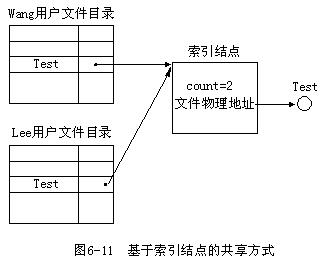 Wang用户文件目录
Test
索引结点
count=2
文件物理地址
Test
Lee用户文件目录
Test
图6-11 基于索引结点的共享方式